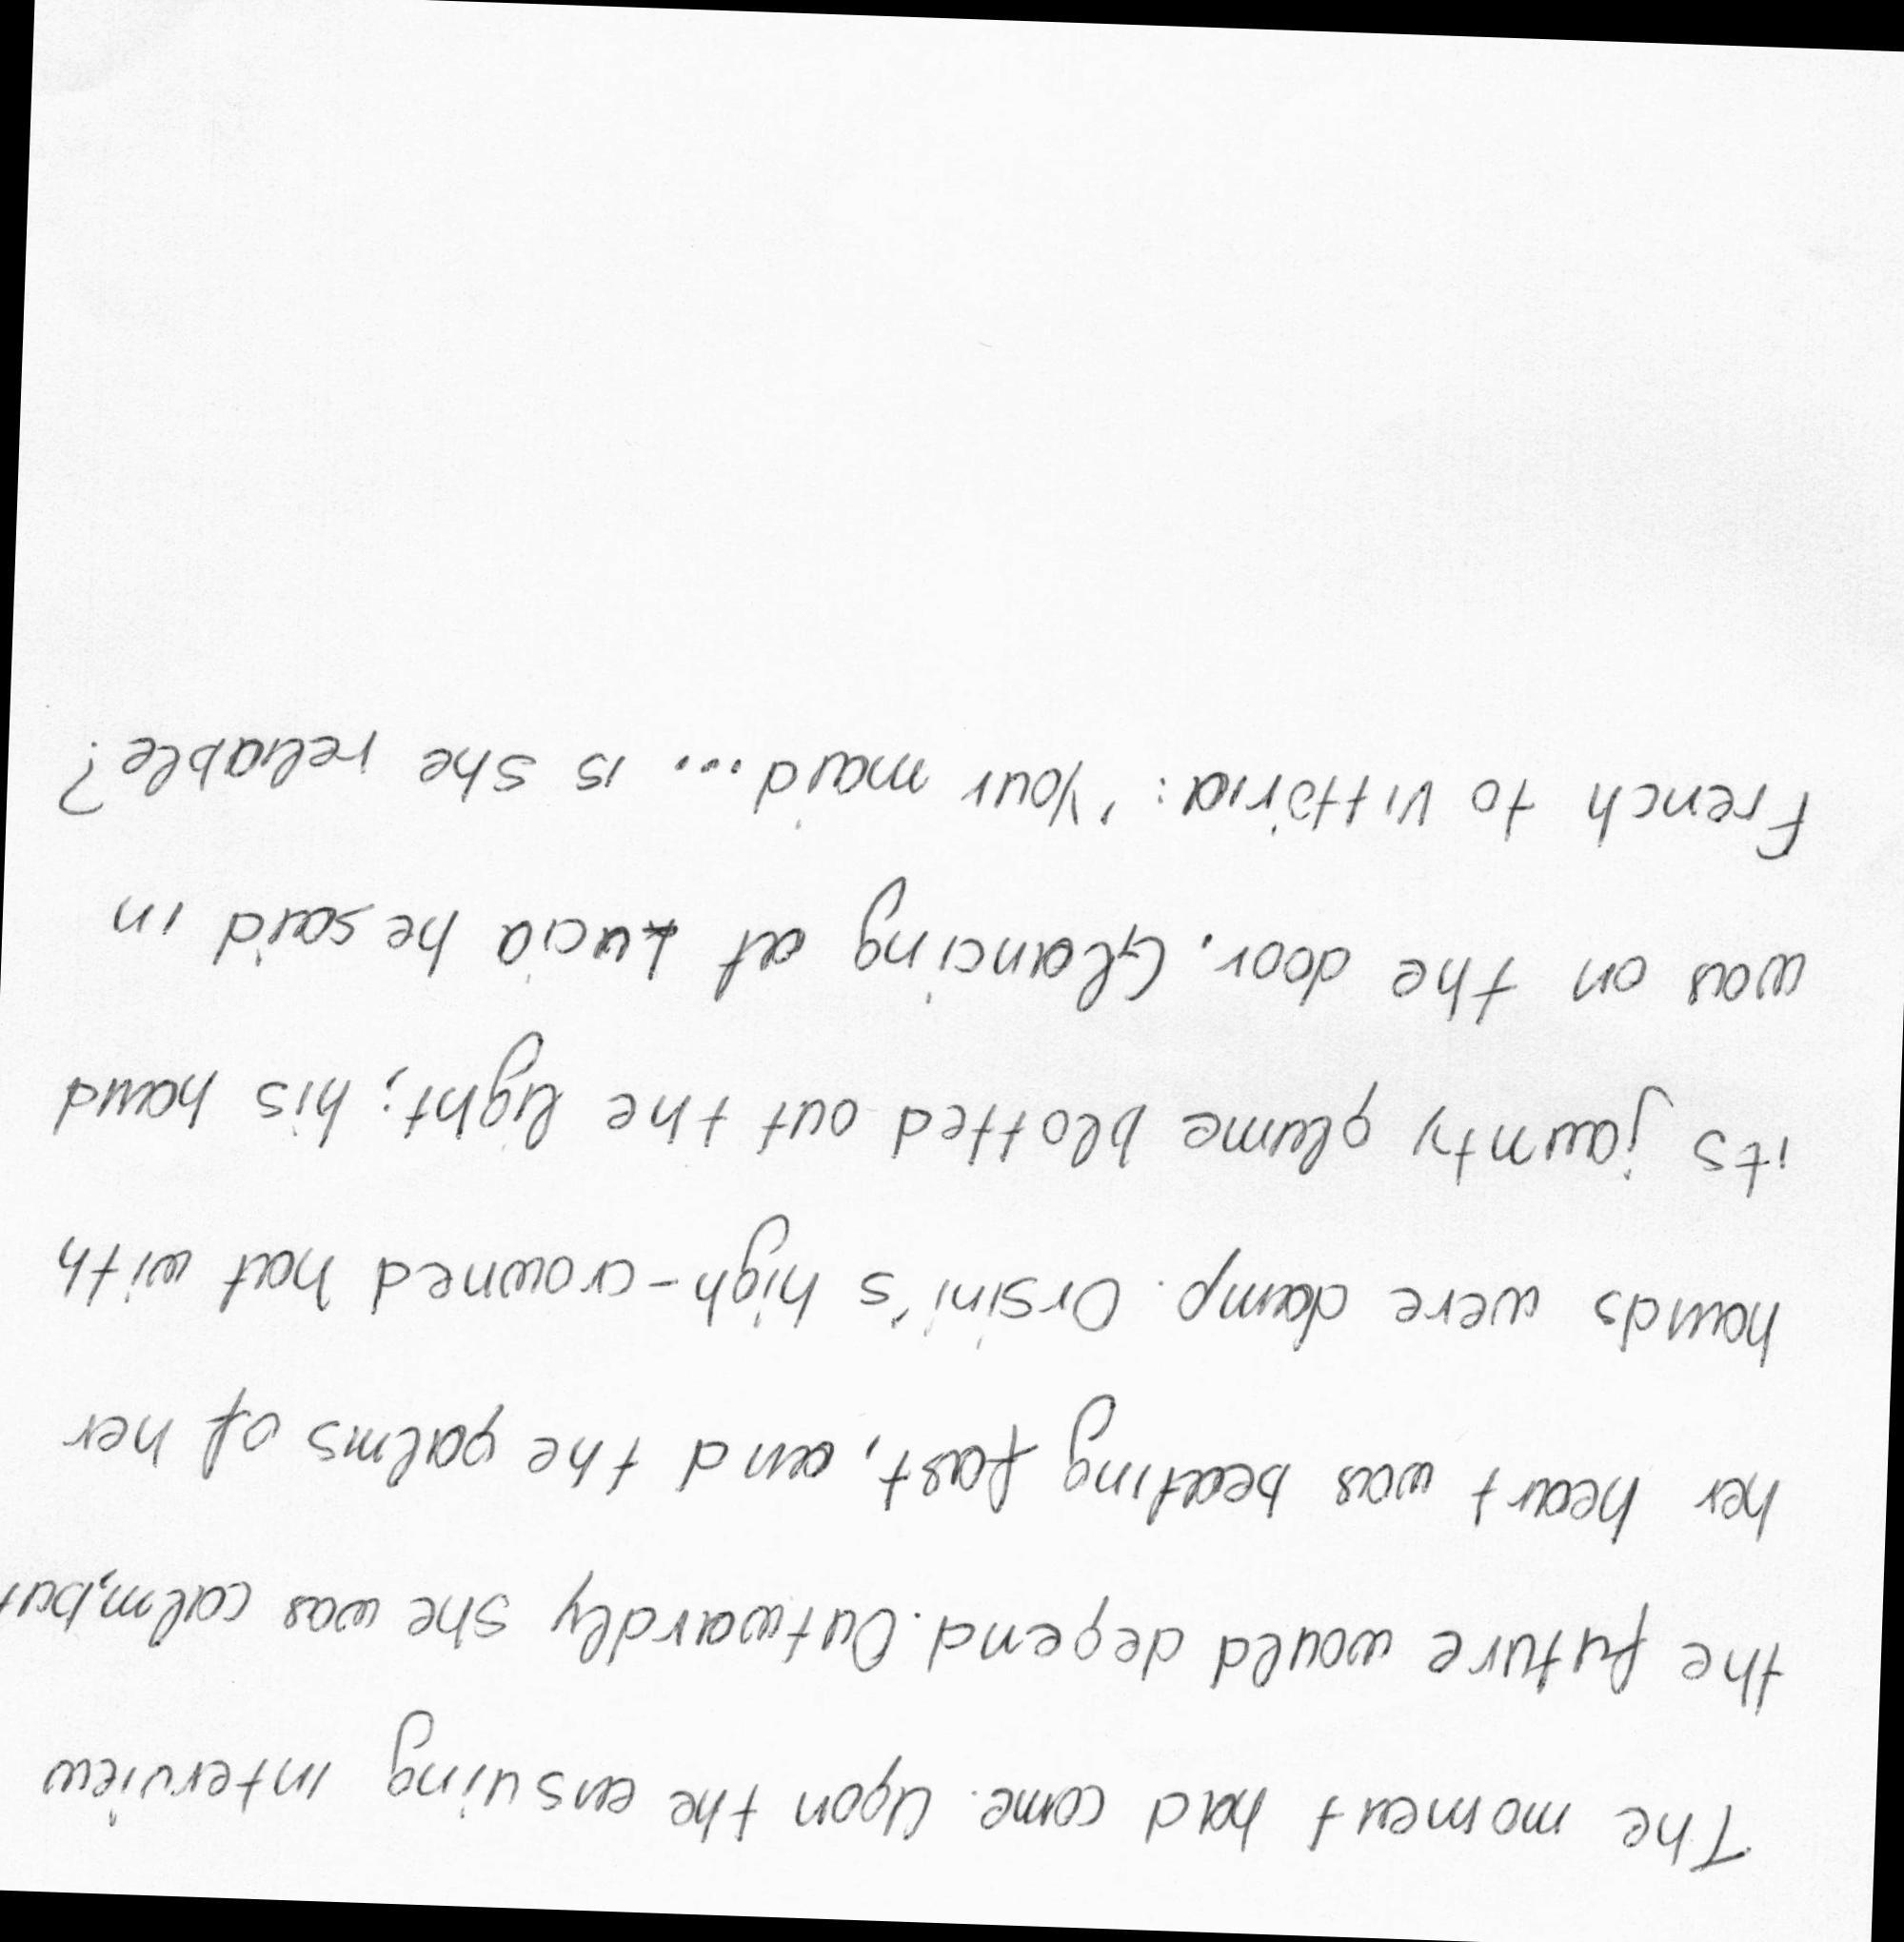 The moment had come. Upon the ensuing interview
the future would depend. Outwardly she was calm, but
her heart was beating fast, and the palms of her
hands were damp. Orsini's high-crowned hat with
its jaunty plume blotted out the light; his hand
was on the door. Glancing at Lucia he said in
French to Vittoria: 'Your maid... is she reliable?